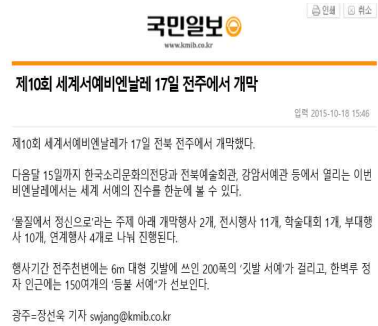 인쇄 취소
국민일보
www.kmib.co.kr
제10회 세계서예비엔날레 17일 전주에서 개막
입력 2015-10-18 15:46
제10회 세계서예비엔날레가 17일 전북 전주에서 개막했다.
다음달 15일까지 한국소리문화의전당과 전북예술회관, 강암서예관 등에서 열리는 이번
비엔날레에서는 세계 서예의 진수를 한눈에 볼 수 있다.
‘물질에서 정신으로’라는 주제 아래 개막행사 2개, 전시행사 11개, 학술대회 1개, 부대행
사 10개, 연계행사 4개로 나눠 진행된다.
행사기간 전주천변에는 6m 대형 깃발에 쓰인 200폭의 ‘깃발 서예’가 걸리고, 한벽루 정
자 인근에는 150여개의 ‘등불 서예”가 선보인다.
광주=장선욱 기자 swjang@kmib.co.kr